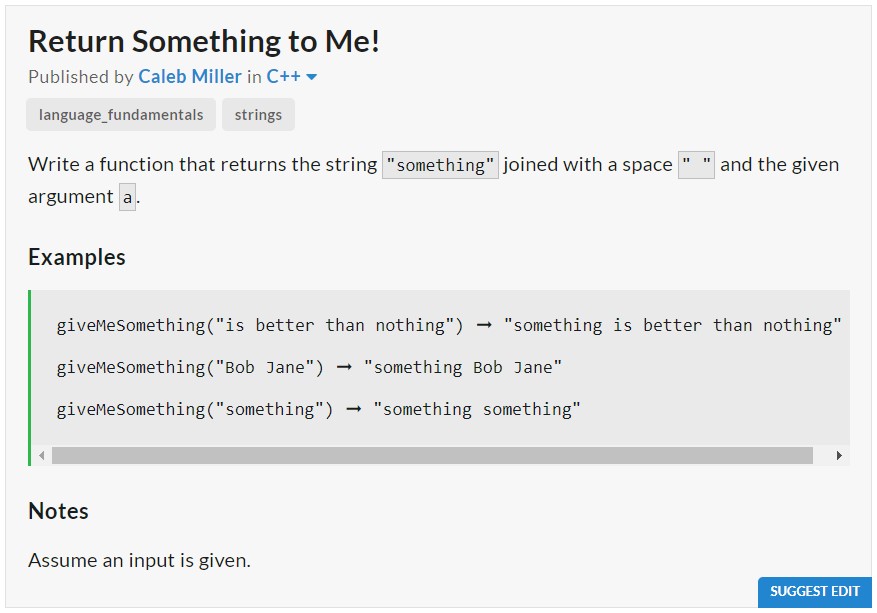 Return Something to Me!
Published by Caleb Miller in C++
language_fundamentals strings
Write a function that returns the string "something" joined with a space " " and the given
argument a.
Examples
giveMeSomething("is better than nothing") ➞ "something is better than nothing"
giveMeSomething("Bob Jane") ➞ "something Bob Jane"
giveMeSomething("something") ➞ "something something"
Notes
Assume an input is given.
SUGGEST EDIT